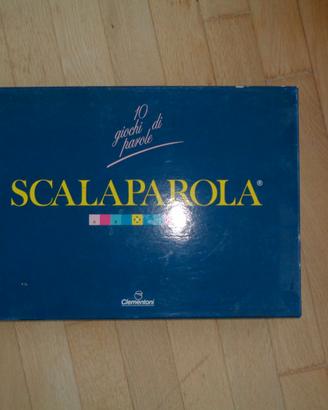 10
giochi di
parole
SCALAPAROLA®
Clementoni